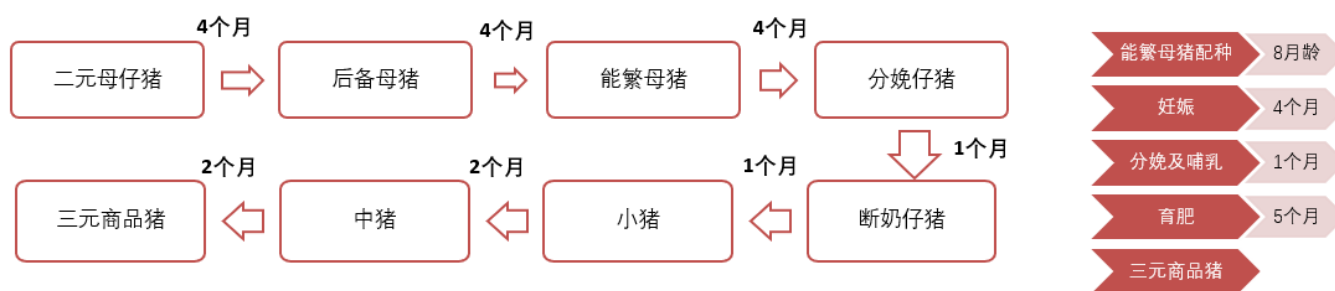 4个月
4个月
4个月
二元母仔猪
后备母猪
能繁母猪
分娩仔猪
1个月
2个月
2个月
1个月
三元商品猪
中猪
小猪
断奶仔猪
能繁母猪配种
8月龄
妊娠
4个月
分娩及哺乳
1个月
育肥
5个月
三元商品猪